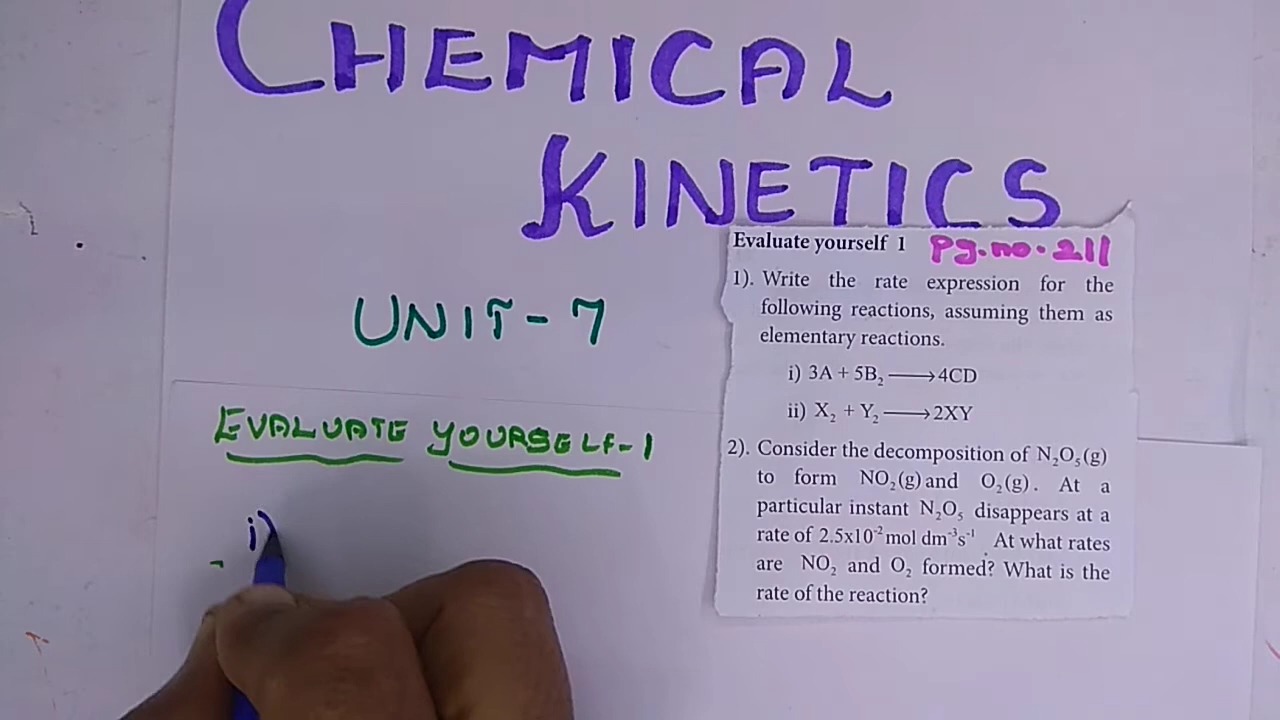 CHEMICAL
KINETICS
UNIT-7
EVALUATE YOURSELF-1
i)
Evaluate yourself 1 Pg.no.211
1). Write the rate expression for the
following reactions, assuming them as
elementary reactions.
i) 3A + 5B₂ ⟶ 4CD
ii) X₂ + Y₂ ⟶ 2XY
2). Consider the decomposition of N₂O₅(g)
to form NO₂(g) and O₂(g). At a
particular instant N₂O₅ disappears at a
rate of 2.5x10⁻² mol dm⁻³s⁻¹. At what rates
are NO₂ and O₂ formed? What is the
rate of the reaction?